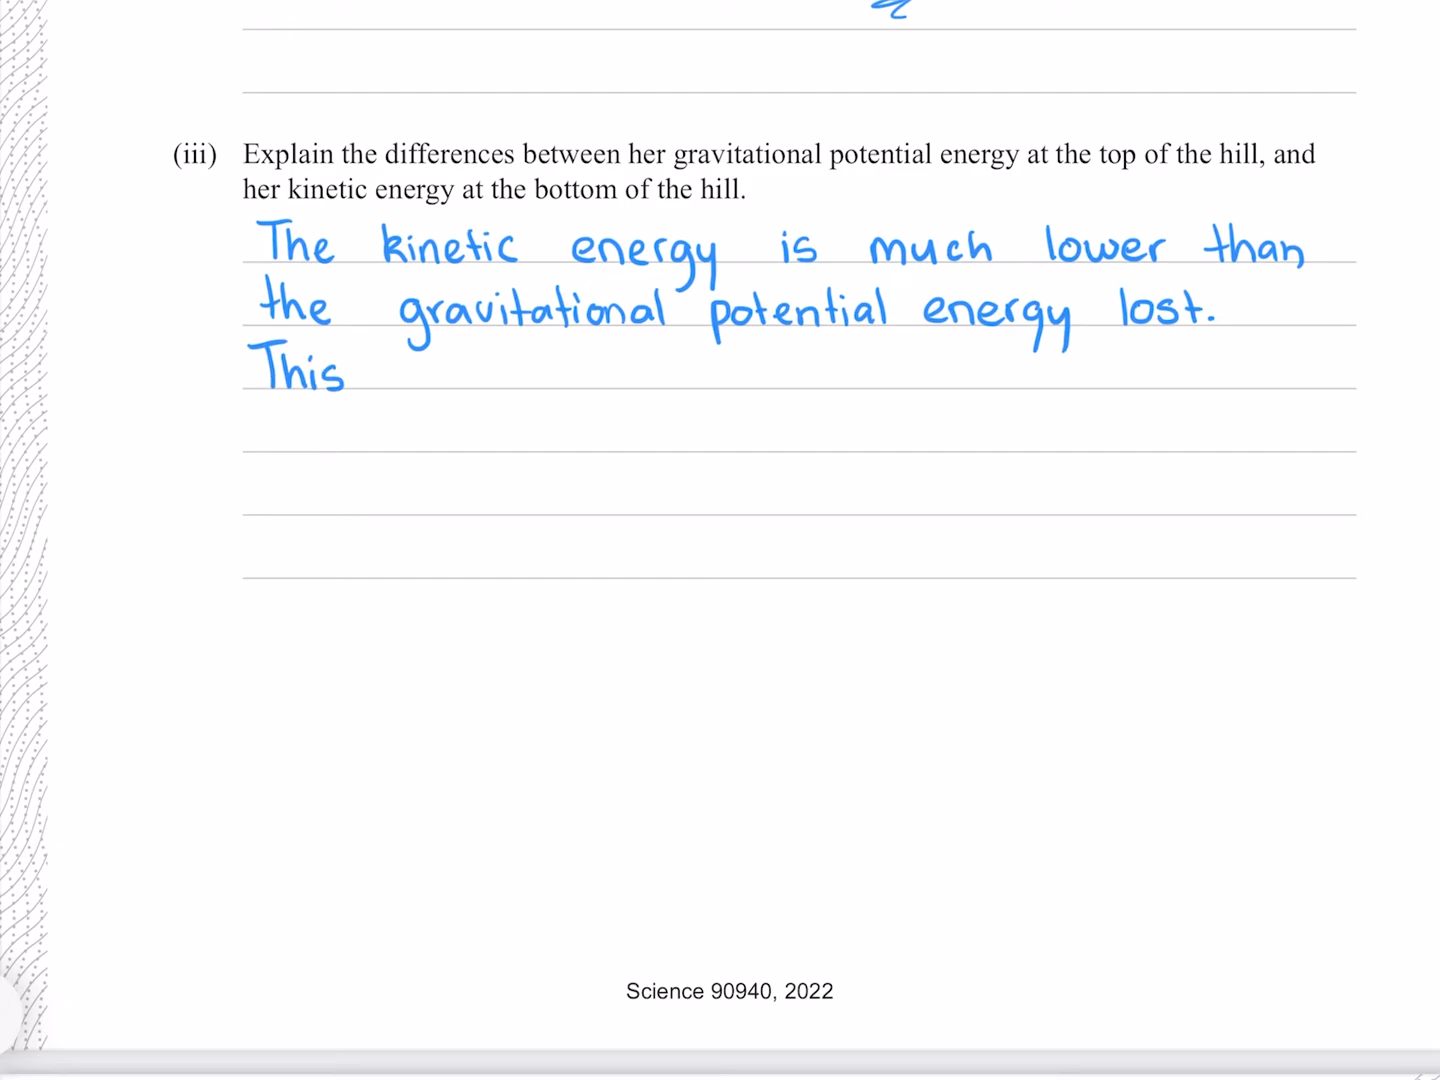 (iii) Explain the differences between her gravitational potential energy at the top of the hill, and
her kinetic energy at the bottom of the hill.
The kinetic energy is much lower than
the gravitational potential energy lost.
This
Science 90940, 2022